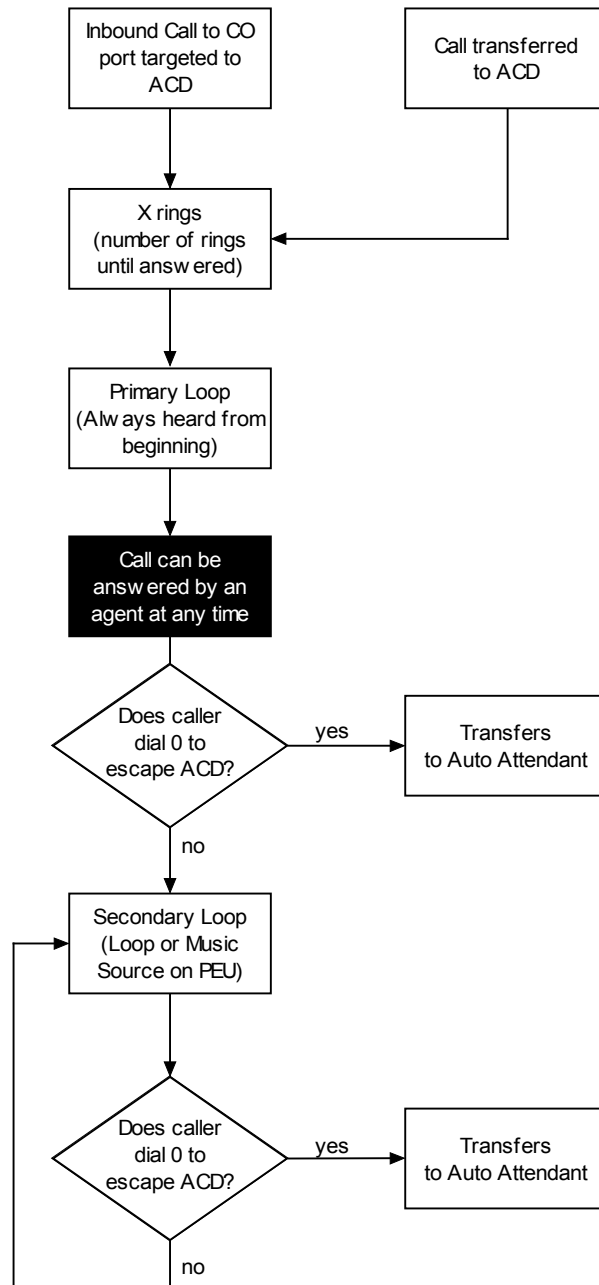 Inbound Call to CO
port targeted to
ACD
Call transferred
to ACD
X rings
(number of rings
until answered)
Primary Loop
(Always heard from
beginning)
Call can be
answered by an
agent at any time
Does caller
dial 0 to
escape ACD?
yes
Transfers
to Auto Attendant
no
Secondary Loop
(Loop or Music
Source on PEU)
Does caller
dial 0 to
escape ACD?
yes
Transfers
to Auto Attendant
no